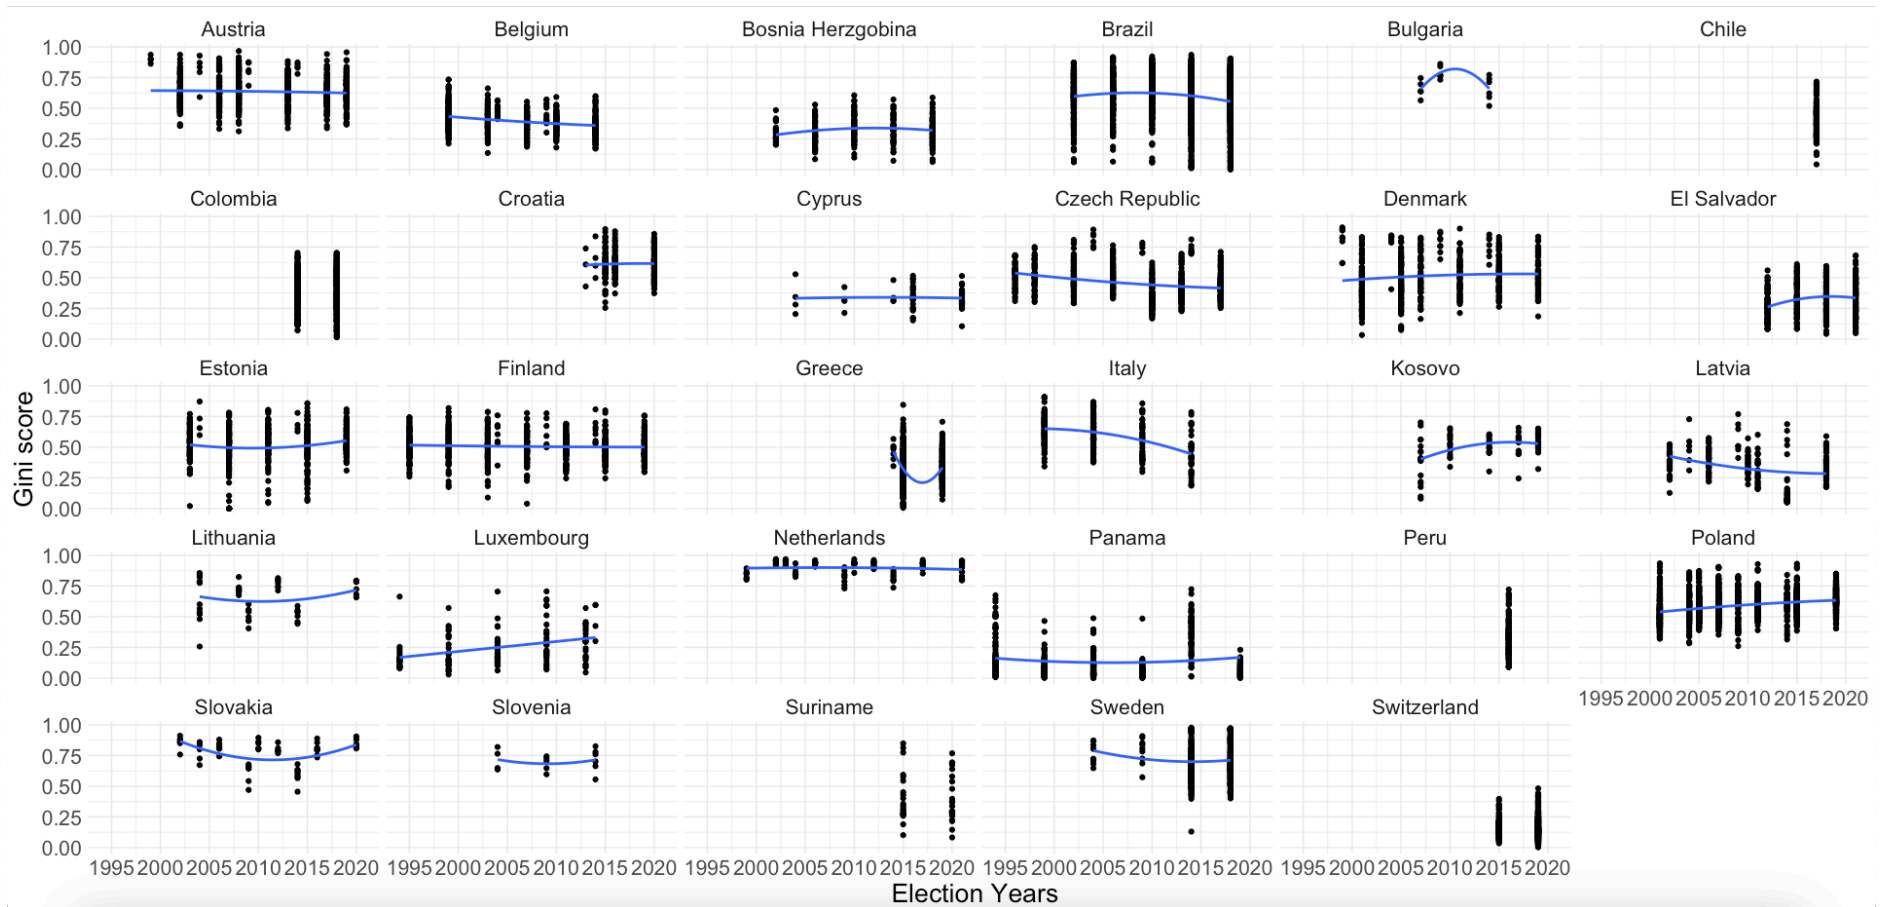 Austria Belgium Bosnia Herzgobina Brazil Bulgaria Chile
1.00
0.75
0.50
0.25
0.00
Colombia Croatia Cyprus Czech Republic Denmark El Salvador
1.00
0.75
0.50
0.25
0.00
Estonia Finland Greece Italy Kosovo Latvia
1.00
0.75
0.50
0.25
0.00
Gini score
Lithuania Luxembourg Netherlands Panama Peru Poland
1.00
0.75
0.50
0.25
0.00
1995 2000 2005 2010 2015 2020
Slovakia Slovenia Suriname Sweden Switzerland
1.00
0.75
0.50
0.25
0.00
1995 2000 2005 2010 2015 2020 1995 2000 2005 2010 2015 2020 1995 2000 2005 2010 2015 2020 1995 2000 2005 2010 2015 2020 1995 2000 2005 2010 2015 2020
Election Years